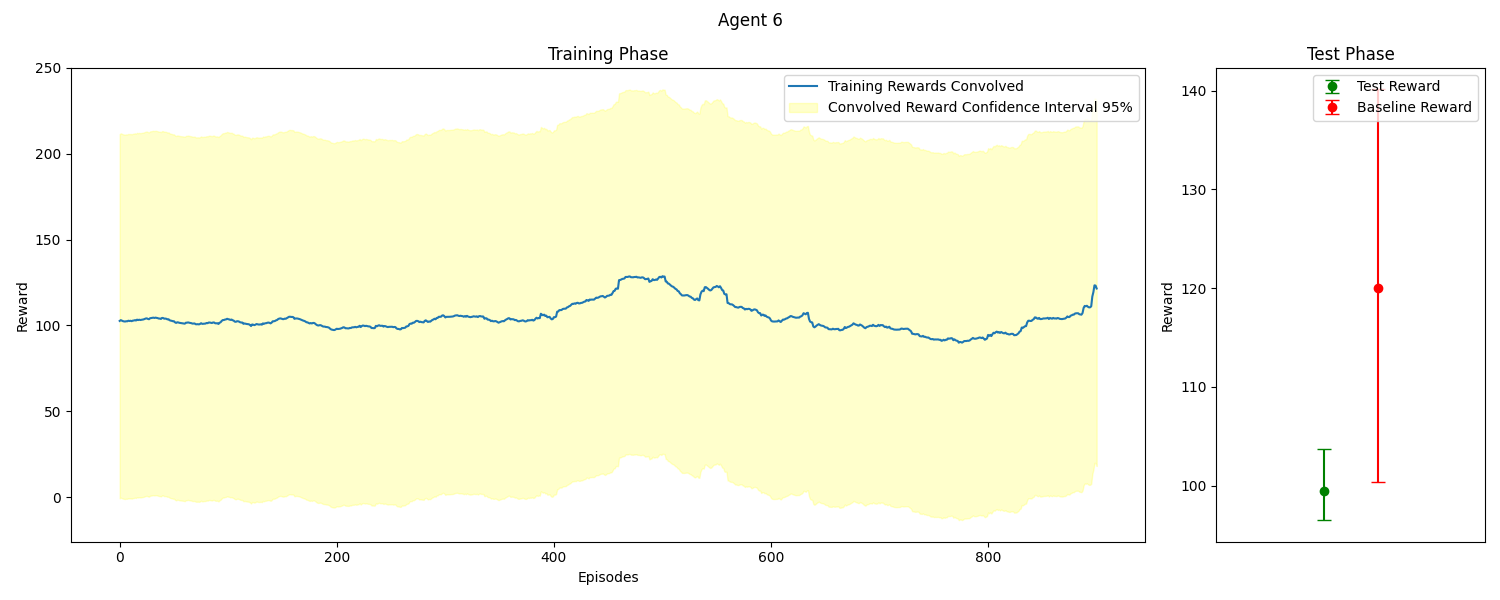 Agent 6
Training Phase
Training Rewards Convolved
Convolved Reward Confidence Interval 95%
250
200
150
100
50
0
Reward
0 200 400 600 800
Episodes
Test Phase
Test Reward
Baseline Reward
140
130
120
110
100
Reward